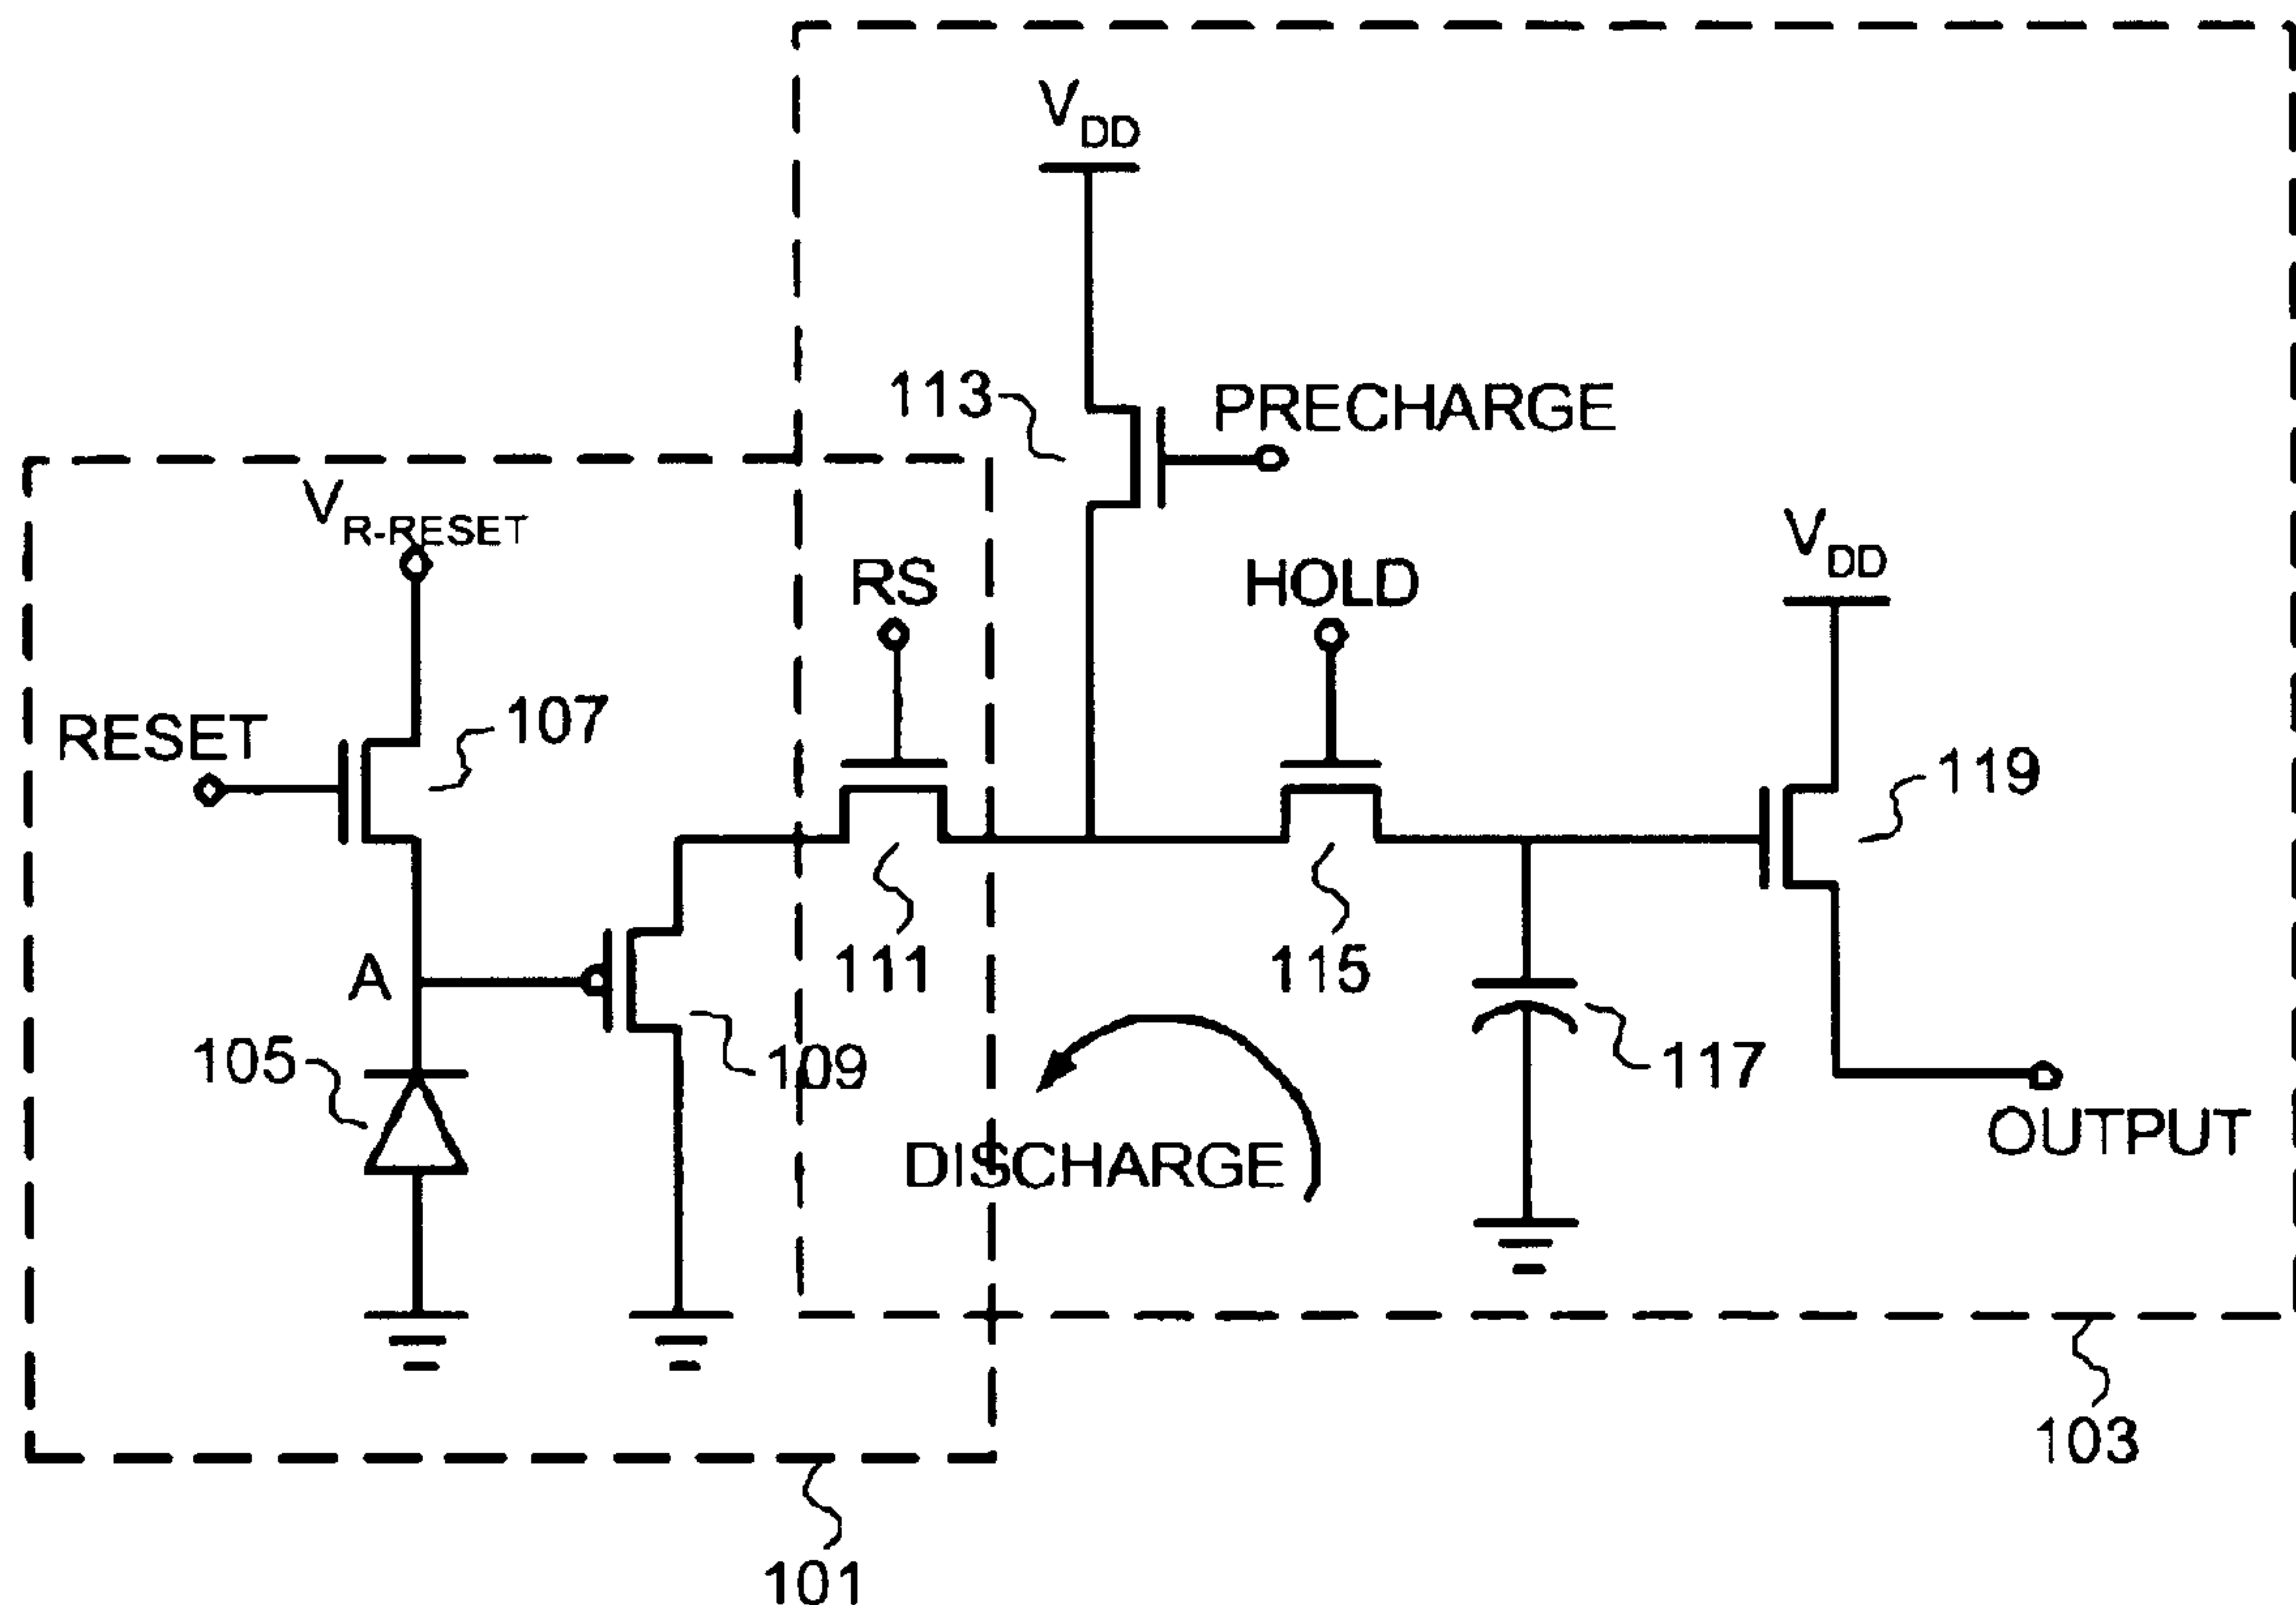 VDD
113
PRECHARGE
VR-RESET
RS
HOLD
VDD
RESET
107
119
A
111
115
105
109
117
DISCHARGE
OUTPUT
103
101